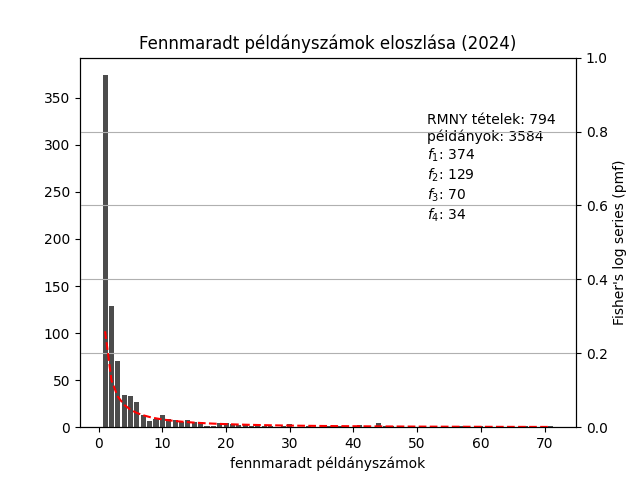 Fennmaradt példányszámok eloszlása (2024)
RMNY tételek: 794
példányok: 3584
f1: 374
f2: 129
f3: 70
f4: 34
350
300
250
200
150
100
50
0
1.0
0.8
0.6
0.4
0.2
0.0
Fisher's log series (pmf)
0 10 20 30 40 50 60 70
fennmaradt példányszámok